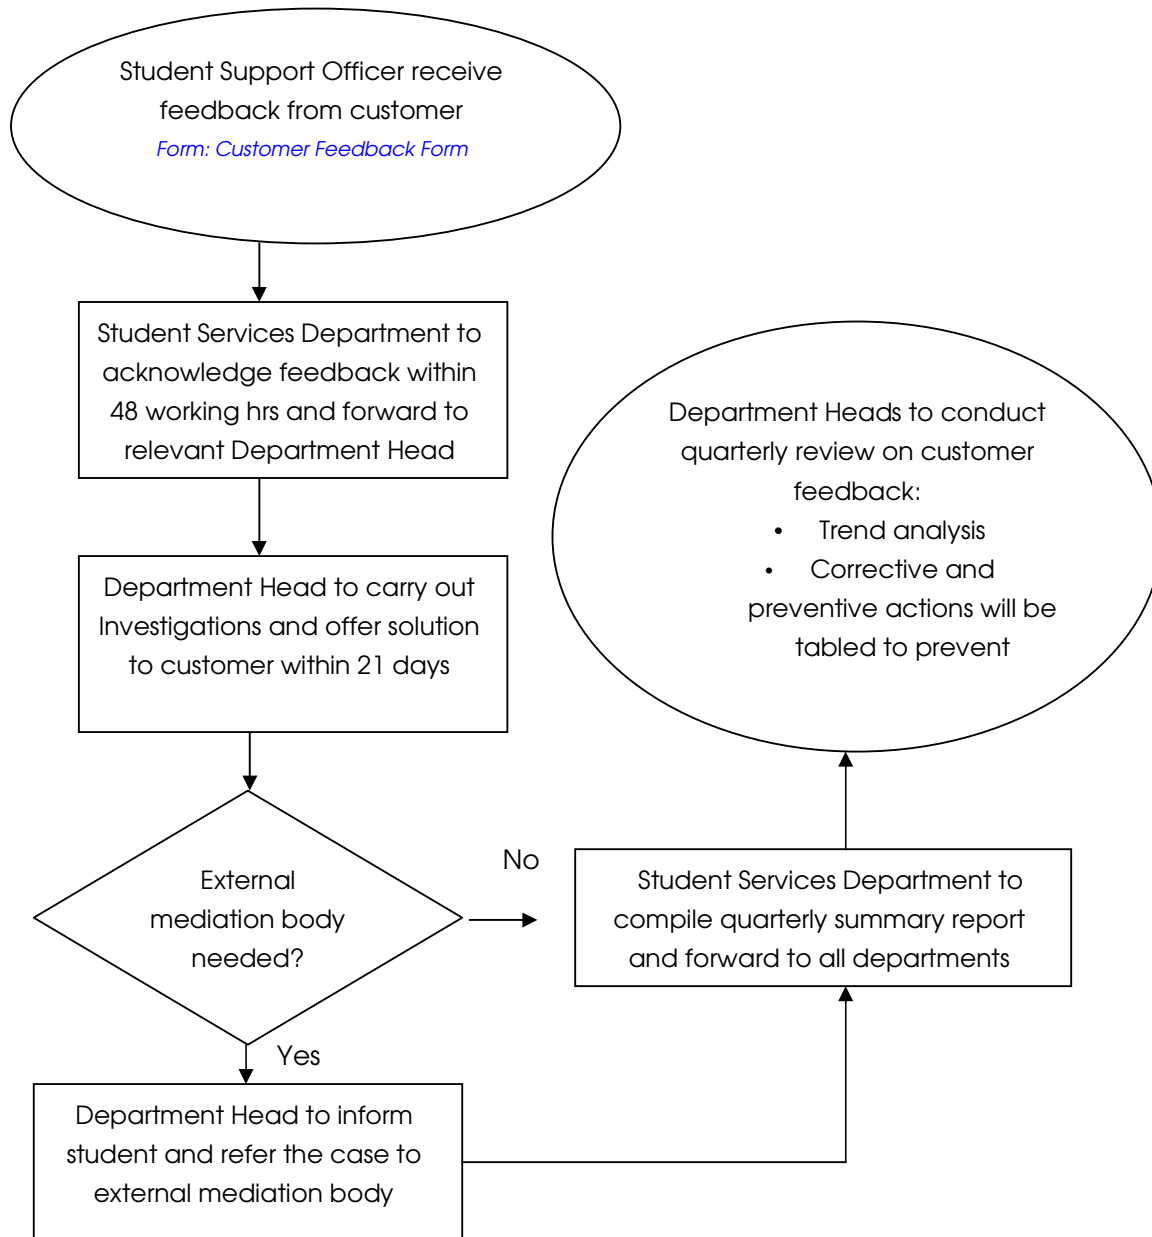 Student Support Officer receive
feedback from customer
Form: Customer Feedback Form
Student Services Department to
acknowledge feedback within
48 working hrs and forward to
relevant Department Head
Department Head to carry out
Investigations and offer solution
to customer within 21 days
External
mediation body
needed?
No
Yes
Department Head to inform
student and refer the case to
external mediation body
Student Services Department to
compile quarterly summary report
and forward to all departments
Department Heads to conduct
quarterly review on customer
feedback:
• Trend analysis
• Corrective and
preventive actions will be
tabled to prevent